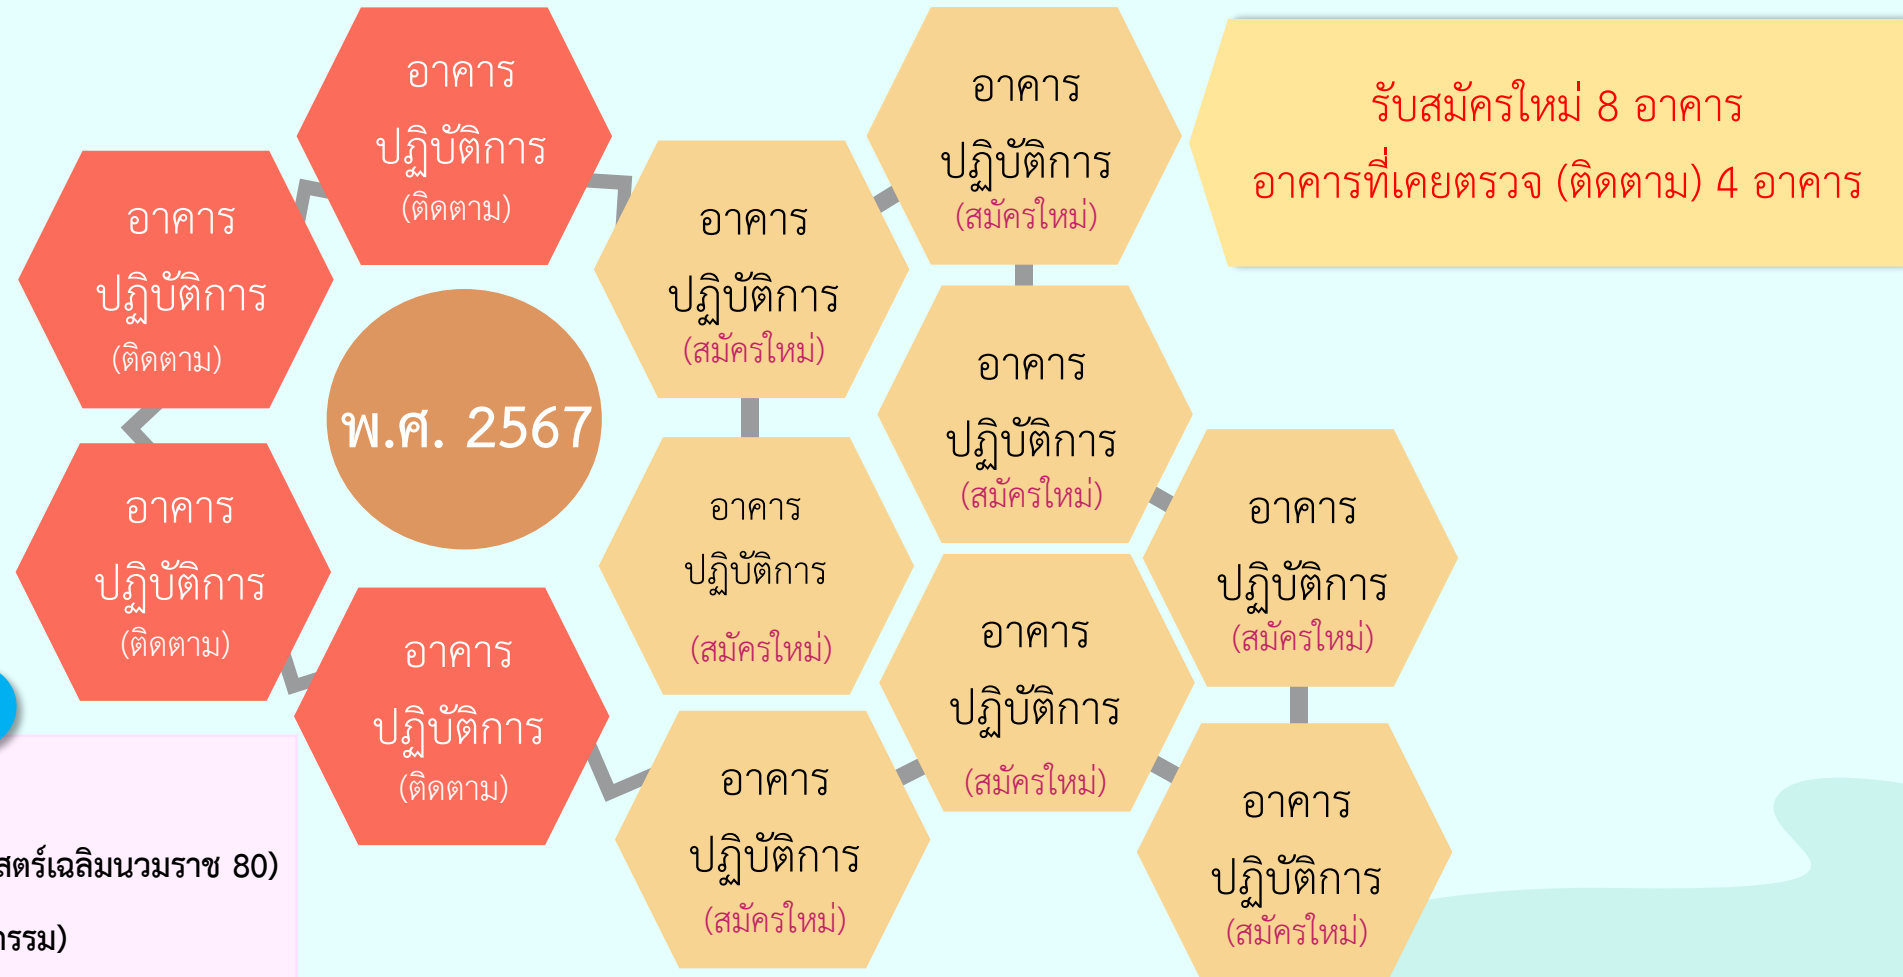 อาคาร
ปฏิบัติการ
(ติดตาม)
อาคาร
ปฏิบัติการ
(สมัครใหม่)
รับสมัครใหม่ 8 อาคาร
อาคารที่เคยตรวจ (ติดตาม) 4 อาคาร
อาคาร
ปฏิบัติการ
(ติดตาม)
อาคาร
ปฏิบัติการ
(สมัครใหม่)
พ.ศ. 2567
อาคาร
ปฏิบัติการ
(สมัครใหม่)
อาคาร
ปฏิบัติการ
(ติดตาม)
อาคาร
ปฏิบัติการ
(สมัครใหม่)
อาคาร
ปฏิบัติการ
(สมัครใหม่)
อาคาร
ปฏิบัติการ
(ติดตาม)
อาคาร
ปฏิบัติการ
(สมัครใหม่)
อาคาร
ปฏิบัติการ
(สมัครใหม่)
อาคาร
ปฏิบัติการ
(สมัครใหม่)
สตร์เฉลิมนวมราช 80)
กรรม)